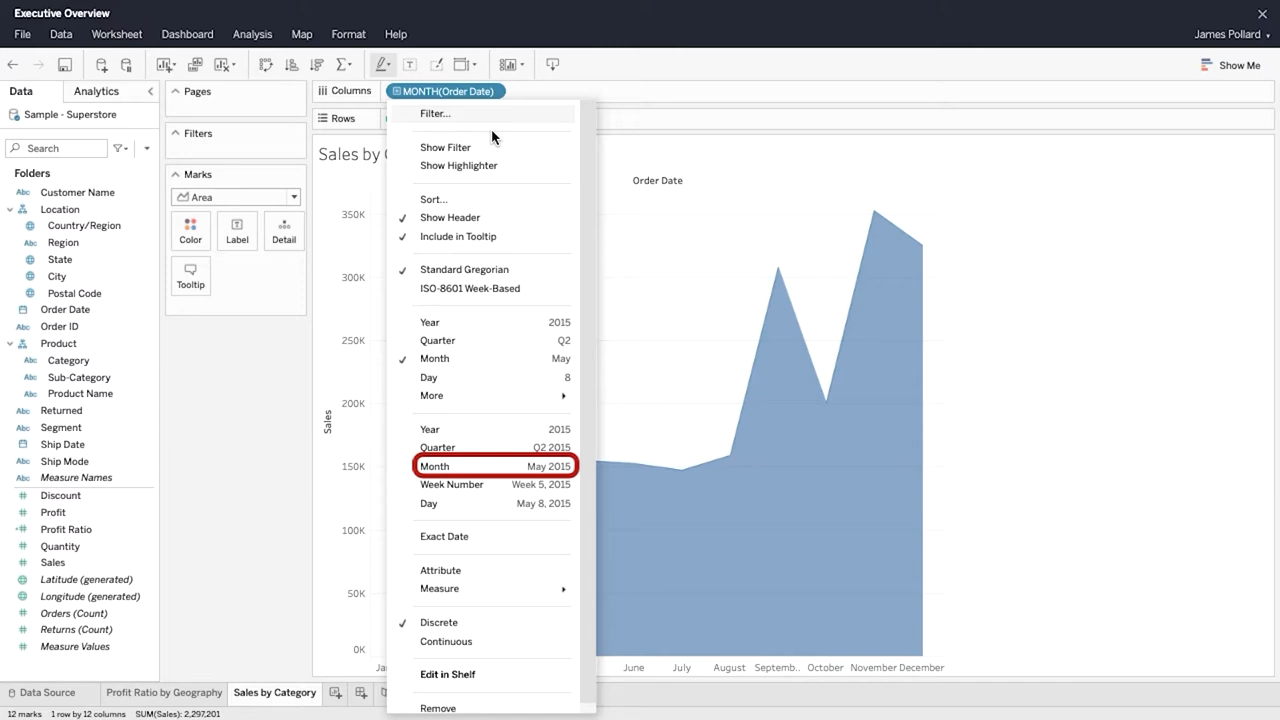 Executive Overview
File Data Worksheet Dashboard Analysis Map Format Help James Pollard
Show Me
Data Analytics
Pages
Columns
MONTH(Order Date)
Sample - Superstore
Rows
Filters
Search
Folders
Customer Name
Location
Country/Region
Region
State
City
Postal Code
Order Date
Order ID
Product
Category
Sub-Category
Product Name
Returned
Segment
Ship Date
Ship Mode
Measure Names
Discount
Profit
Profit Ratio
Quantity
Sales
Latitude (generated)
Longitude (generated)
Orders (Count)
Returns (Count)
Measure Values
Marks
Area
Color Label Detail
Tooltip
Filter...
Show Filter
Show Highlighter
Sort...
Show Header
Include in Tooltip
Standard Gregorian
ISO-8601 Week-Based
Year 2015
Quarter Q2
Month May
Day 8
More
Year 2015
Quarter Q2 2015
Month May 2015
Week Number Week 5, 2015
Day May 8, 2015
Exact Date
Attribute
Measure
Discrete
Continuous
Edit in Shelf
Remove
Sales by
Order Date
350K
300K
250K
200K
150K
100K
50K
0K
Sales
June July August Septemb.. October November December
Data Source Profit Ratio by Geography Sales by Category
12 marks 1 row by 12 columns SUM(Sales): 2,297,201